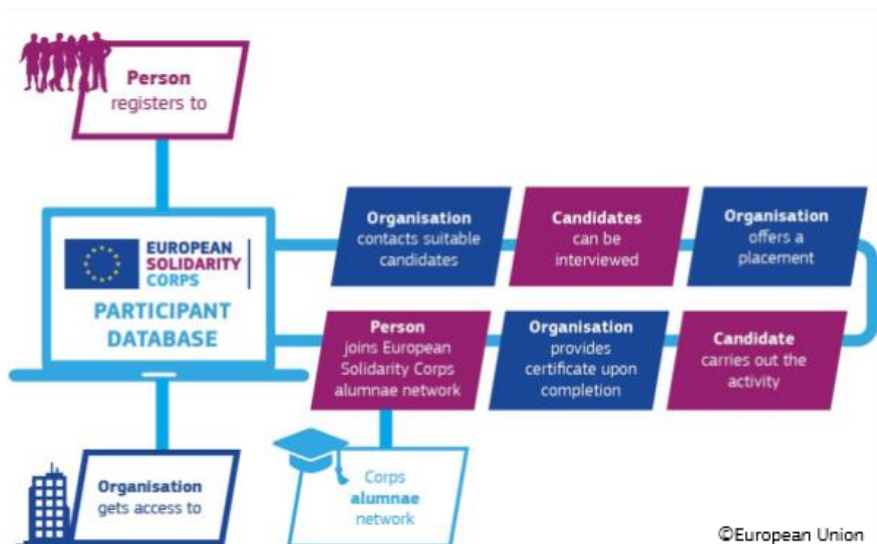 Person
registers to
EUROPEAN
SOLIDARITY
CORPS
PARTICIPANT
DATABASE
Organisation
contacts suitable
candidates
Candidates
can be
interviewed
Organisation
offers a
placement
Person
joins European
Solidarity Corps
alumnae network
Organisation
provides
certificate upon
completion
Candidate
carries out the
activity
Organisation
gets access to
Corps
alumnae
network
©European Union